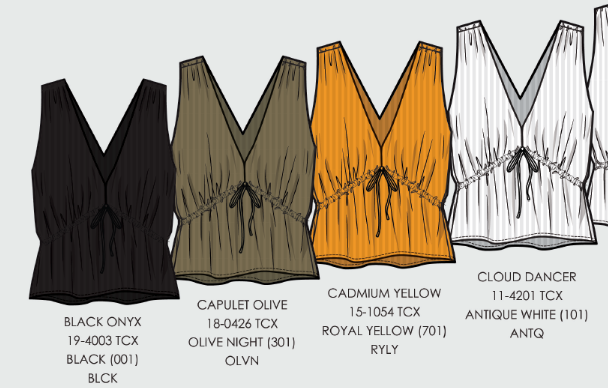 BLACK ONYX
19-4003 TCX
BLACK (001)
BLCK
CAPULET OLIVE
18-0426 TCX
OLIVE NIGHT (301)
OLVN
CADMIUM YELLOW
15-1054 TCX
ROYAL YELLOW (701)
RYLY
CLOUD DANCER
11-4201 TCX
ANTIQUE WHITE (101)
ANTQ